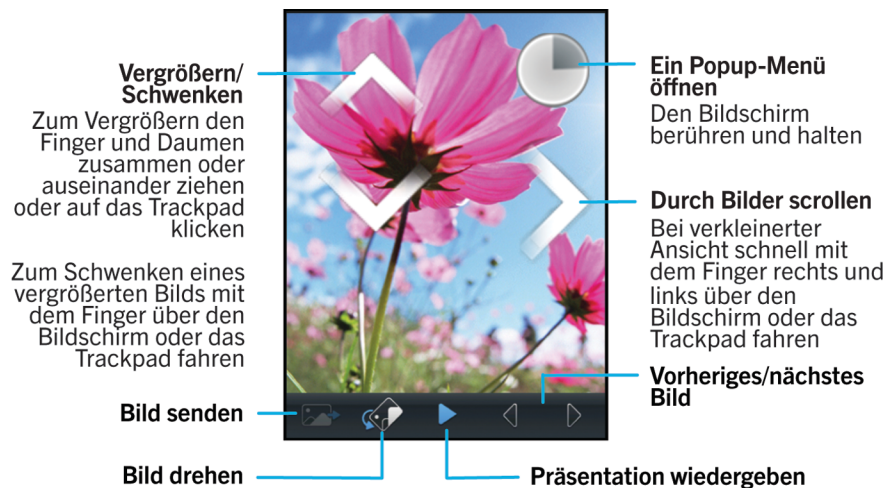 Vergrößern/
Schwenken
Zum Vergrößern den
Finger und Daumen
zusammen oder
auseinander ziehen
oder auf das Trackpad
klicken
Zum Schwenken eines
vergrößerten Bilds mit
dem Finger über den
Bildschirm oder das
Trackpad fahren
Bild senden
Bild drehen
Ein Popup-Menü
öffnen
Den Bildschirm
berühren und halten
Durch Bilder scrollen
Bei verkleinerter
Ansicht schnell mit
dem Finger rechts und
links über den
Bildschirm oder das
Trackpad fahren
Vorheriges/nächstes
Bild
Präsentation wiedergeben